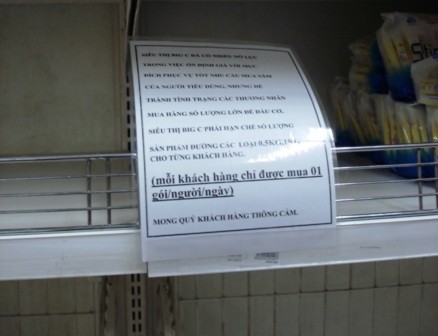 SIÊU THỊ BIG C ĐÃ CÓ NHIỀU NỖ LỰC
TRONG VIỆC ỔN ĐỊNH GIÁ VỚI MỤC
ĐÍCH PHỤC VỤ TỐT NHU CẦU MUA SẮM
CỦA NGƯỜI TIÊU DÙNG, NHƯNG ĐỂ
TRÁNH TÌNH TRẠNG CÁC THƯƠNG NHÂN
MUA HÀNG SỐ LƯỢNG LỚN ĐỂ ĐẦU CƠ,
SIÊU THỊ BIG C PHẢI HẠN CHẾ SỐ LƯỢNG
SẢN PHẨM ĐƯỜNG CÁC LOẠI 0,5KG,
CHO TỪNG KHÁCH HÀNG.
(mỗi khách hàng chỉ được mua 01
gói/người/ngày)
MONG QUÝ KHÁCH HÀNG THÔNG CẢM.